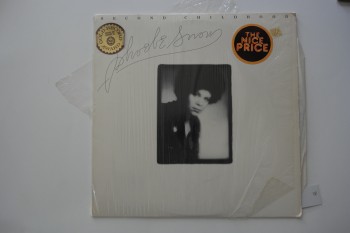 SECOND CHILDHOOD
Phoebe Snow
THE
NICE
PRICE